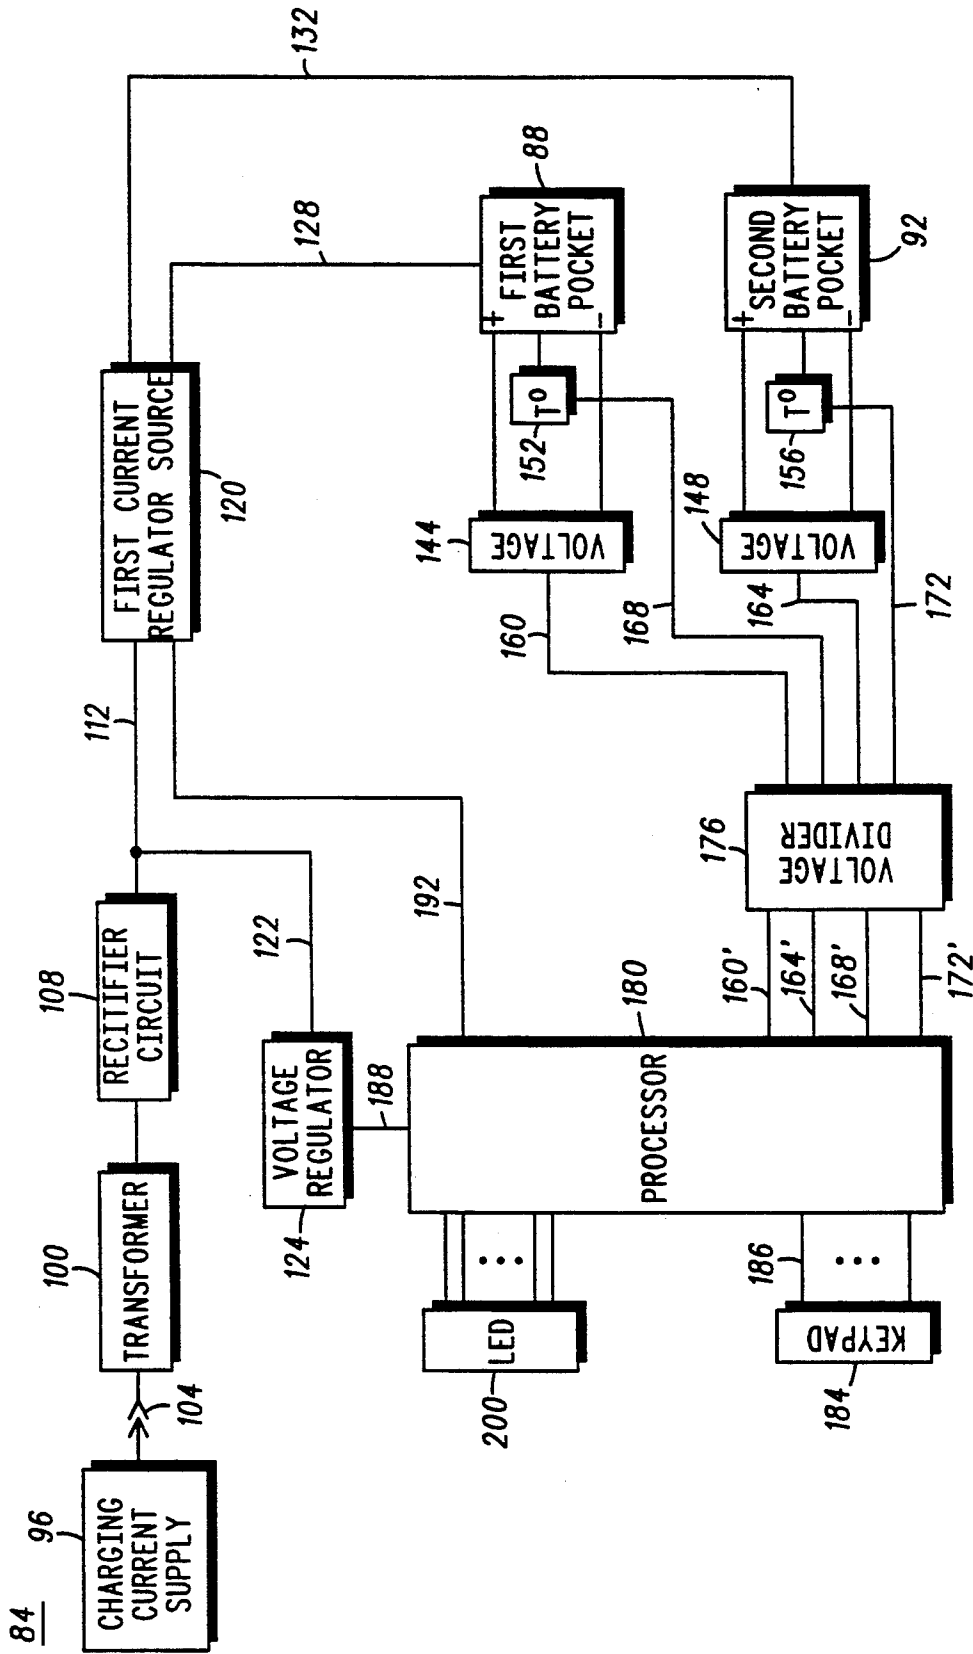 84
96
CHARGING
CURRENT
SUPPLY
104
100
TRANSFORMER
108
RECITIFIER
CIRCUIT
112
FIRST CURRENT
REGULATOR SOURCE
120
132
128
122
VOLTAGE
REGULATOR
124
188
192
FIRST
BATTERY
POCKET
88
+
-
T°
152
144
VOLTAGE
160
168
SECOND
BATTERY
POCKET
92
+
-
T°
156
148
VOLTAGE
164
172
176
VOLTAGE
DIVIDER
160'
164'
168'
172'
180
PROCESSOR
LED
200
186
KEYPAD
184